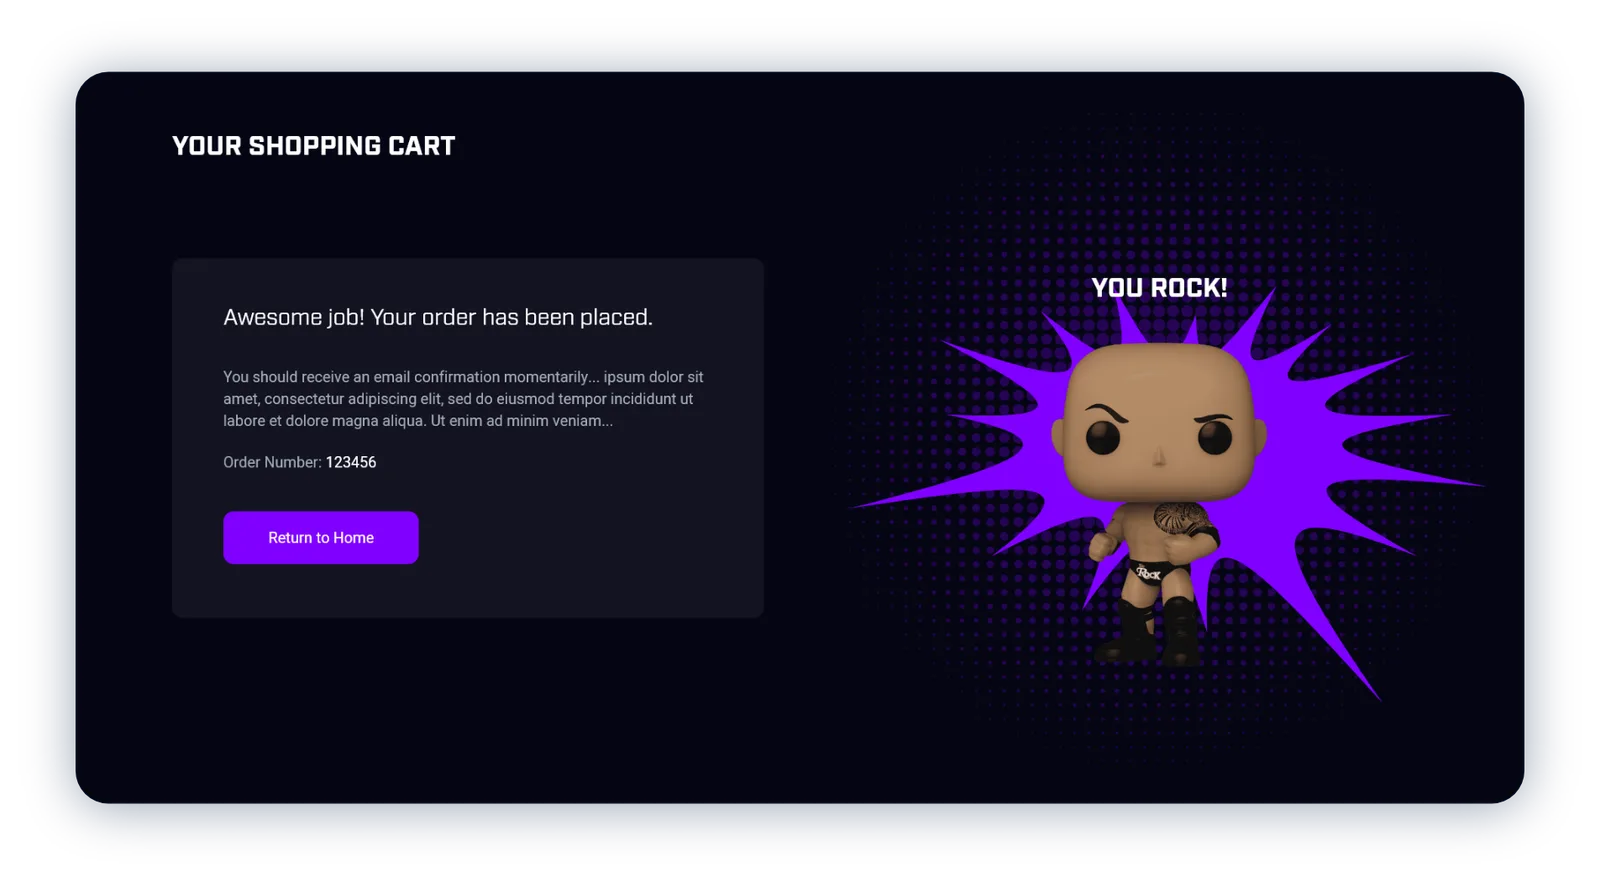 YOUR SHOPPING CART
Awesome job! Your order has been placed.
You should receive an email confirmation momentarily... ipsum dolor sit
amet, consectetur adipiscing elit, sed do eiusmod tempor incididunt ut
labore et dolore magna aliqua. Ut enim ad minim veniam...
Order Number: 123456
Return to Home
YOU ROCK!
Rock